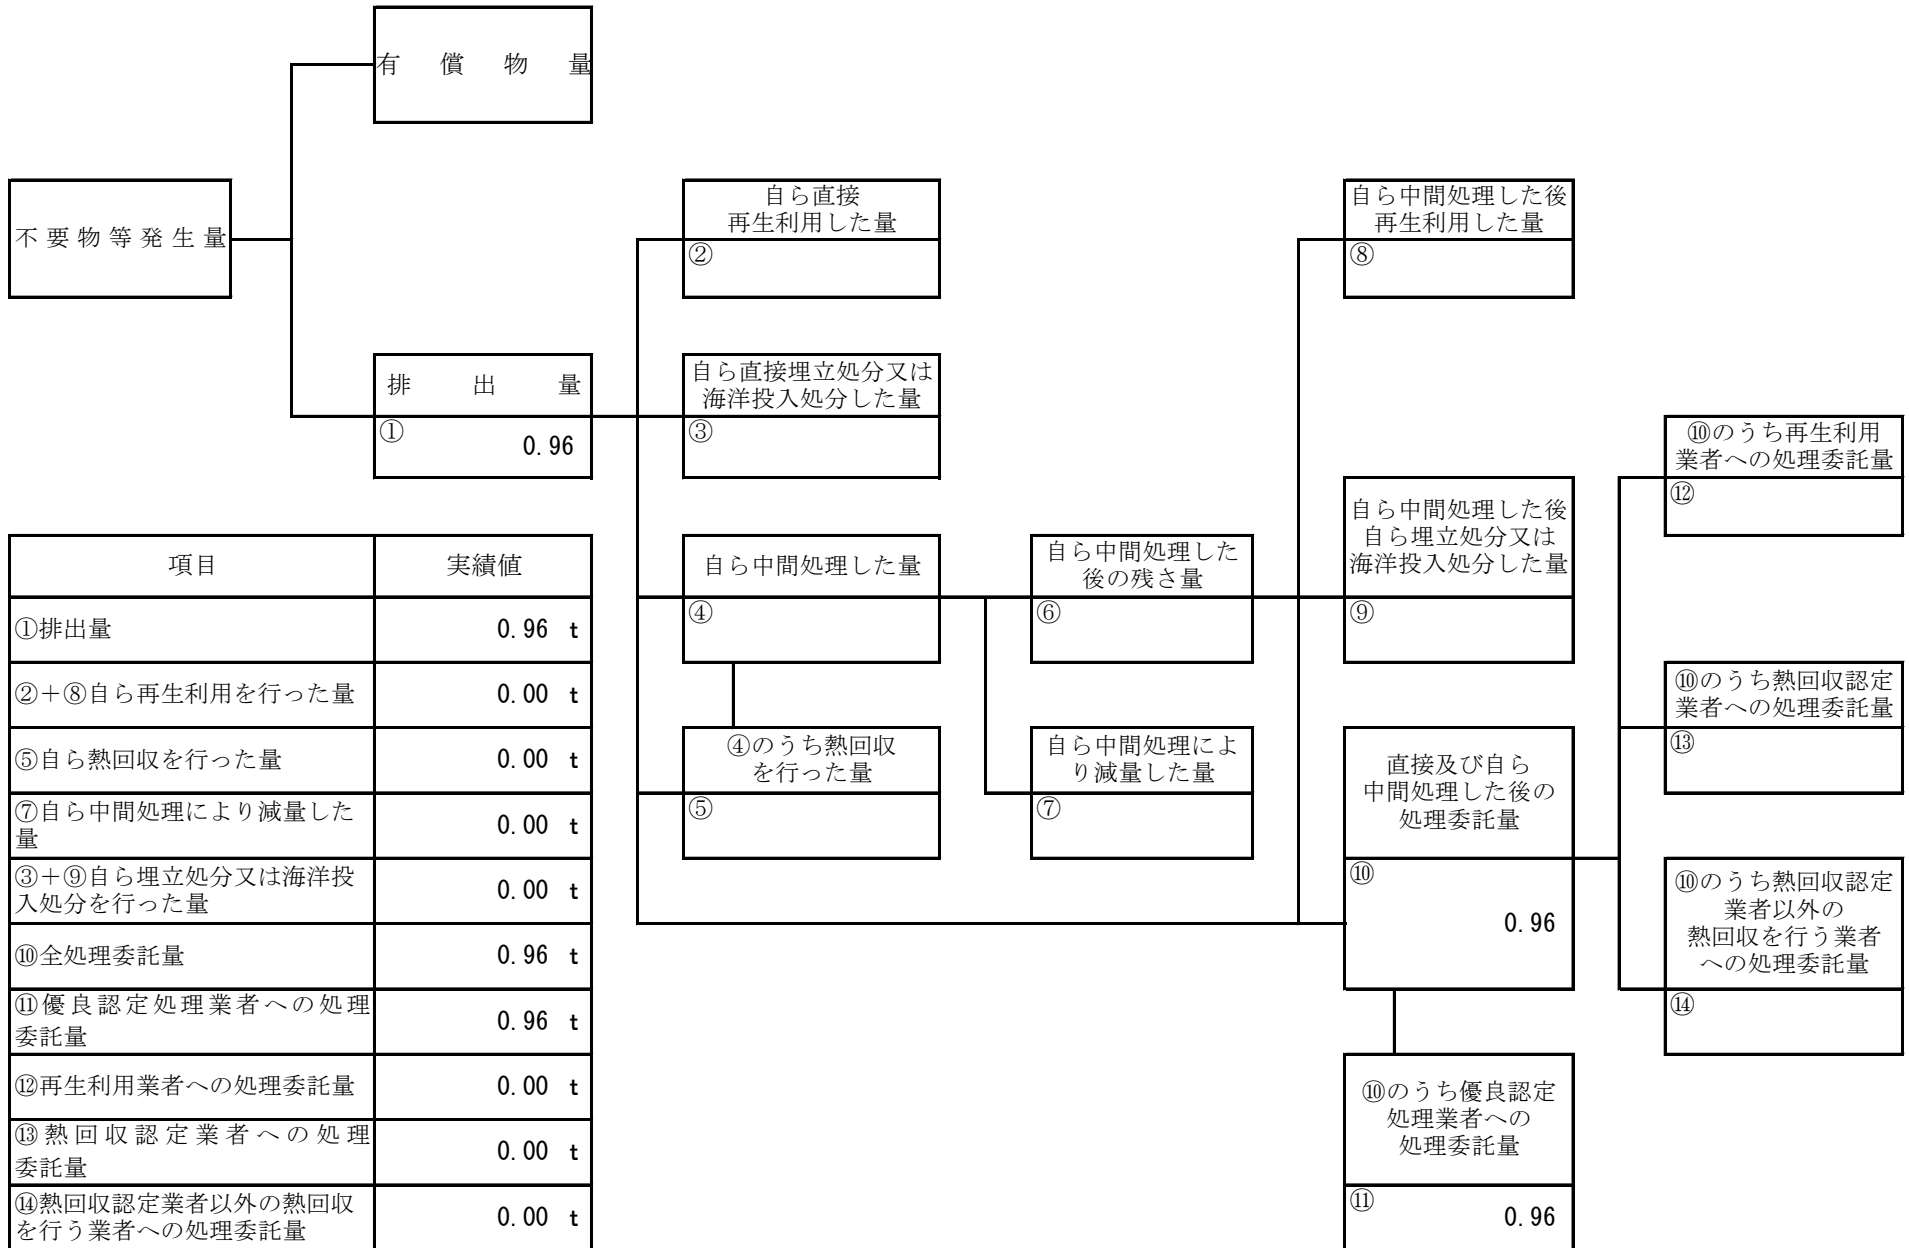 有償物量
不要物等発生量
自ら直接
再生利用した量
②
自ら中間処理した後
再生利用した量
⑧
排出量
① 0.96
自ら直接埋立処分又は
海洋投入処分した量
③
⑩のうち再生利用
業者への処理委託量
⑫
自ら中間処理した量
④
自ら中間処理した
後の残さ量
⑥
自ら中間処理した後
自ら埋立処分又は
海洋投入処分した量
⑨
⑩のうち熱回収認定
業者への処理委託量
⑬
④のうち熱回収
を行った量
⑤
自ら中間処理によ
り減量した量
⑦
直接及び自ら
中間処理した後の
処理委託量
⑩
0.96
⑩のうち熱回収認定
業者以外の
熱回収を行う業者
への処理委託量
⑭
⑩のうち優良認定
処理業者への
処理委託量
⑪ 0.96
項目 実績値
①排出量 0.96 t
②+⑧自ら再生利用を行った量 0.00 t
⑤自ら熱回収を行った量 0.00 t
⑦自ら中間処理により減量した
量 0.00 t
③+⑨自ら埋立処分又は海洋投
入処分を行った量 0.00 t
⑩全処理委託量 0.96 t
⑪優良認定処理業者への処理
委託量 0.96 t
⑫再生利用業者への処理委託量 0.00 t
⑬熱回収認定業者への処理
委託量 0.00 t
⑭熱回収認定業者以外の熱回収
を行う業者への処理委託量 0.00 t